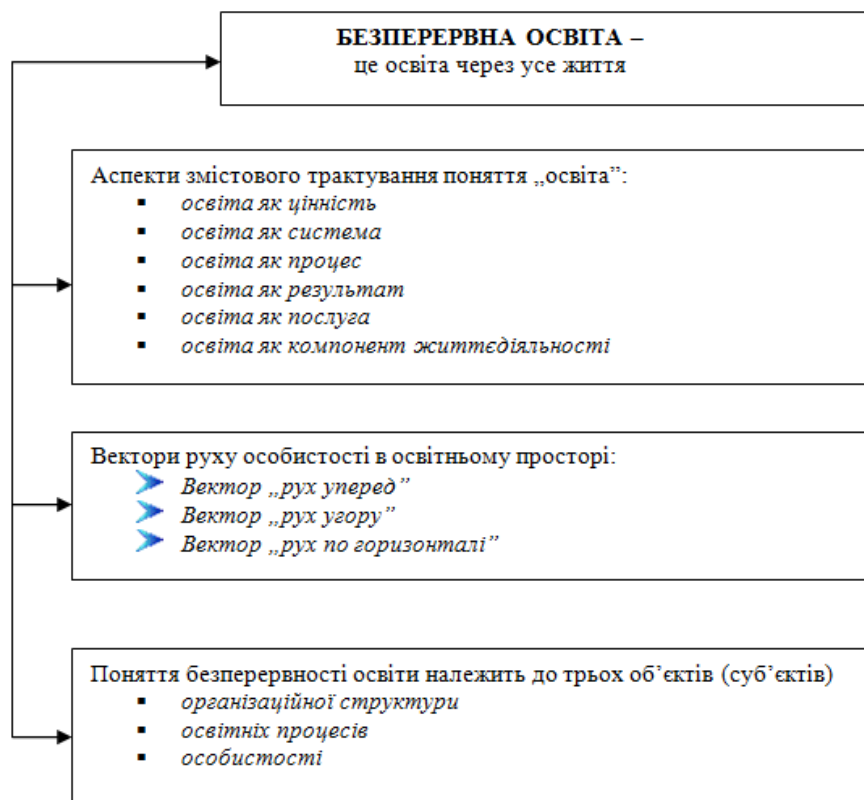 БЕЗПЕРЕРВНА ОСВІТА –
це освіта через усе життя
Аспекти змістового трактування поняття „освіта”:
▪ освіта як цінність
▪ освіта як система
▪ освіта як процес
▪ освіта як результат
▪ освіта як послуга
▪ освіта як компонент життєдіяльності
Вектори руху особистості в освітньому просторі:
➤ Вектор „рух уперед”
➤ Вектор „рух угору”
➤ Вектор „рух по горизонталі”
Поняття безперервності освіти належить до трьох об’єктів (суб’єктів)
▪ організаційної структури
▪ освітніх процесів
▪ особистості